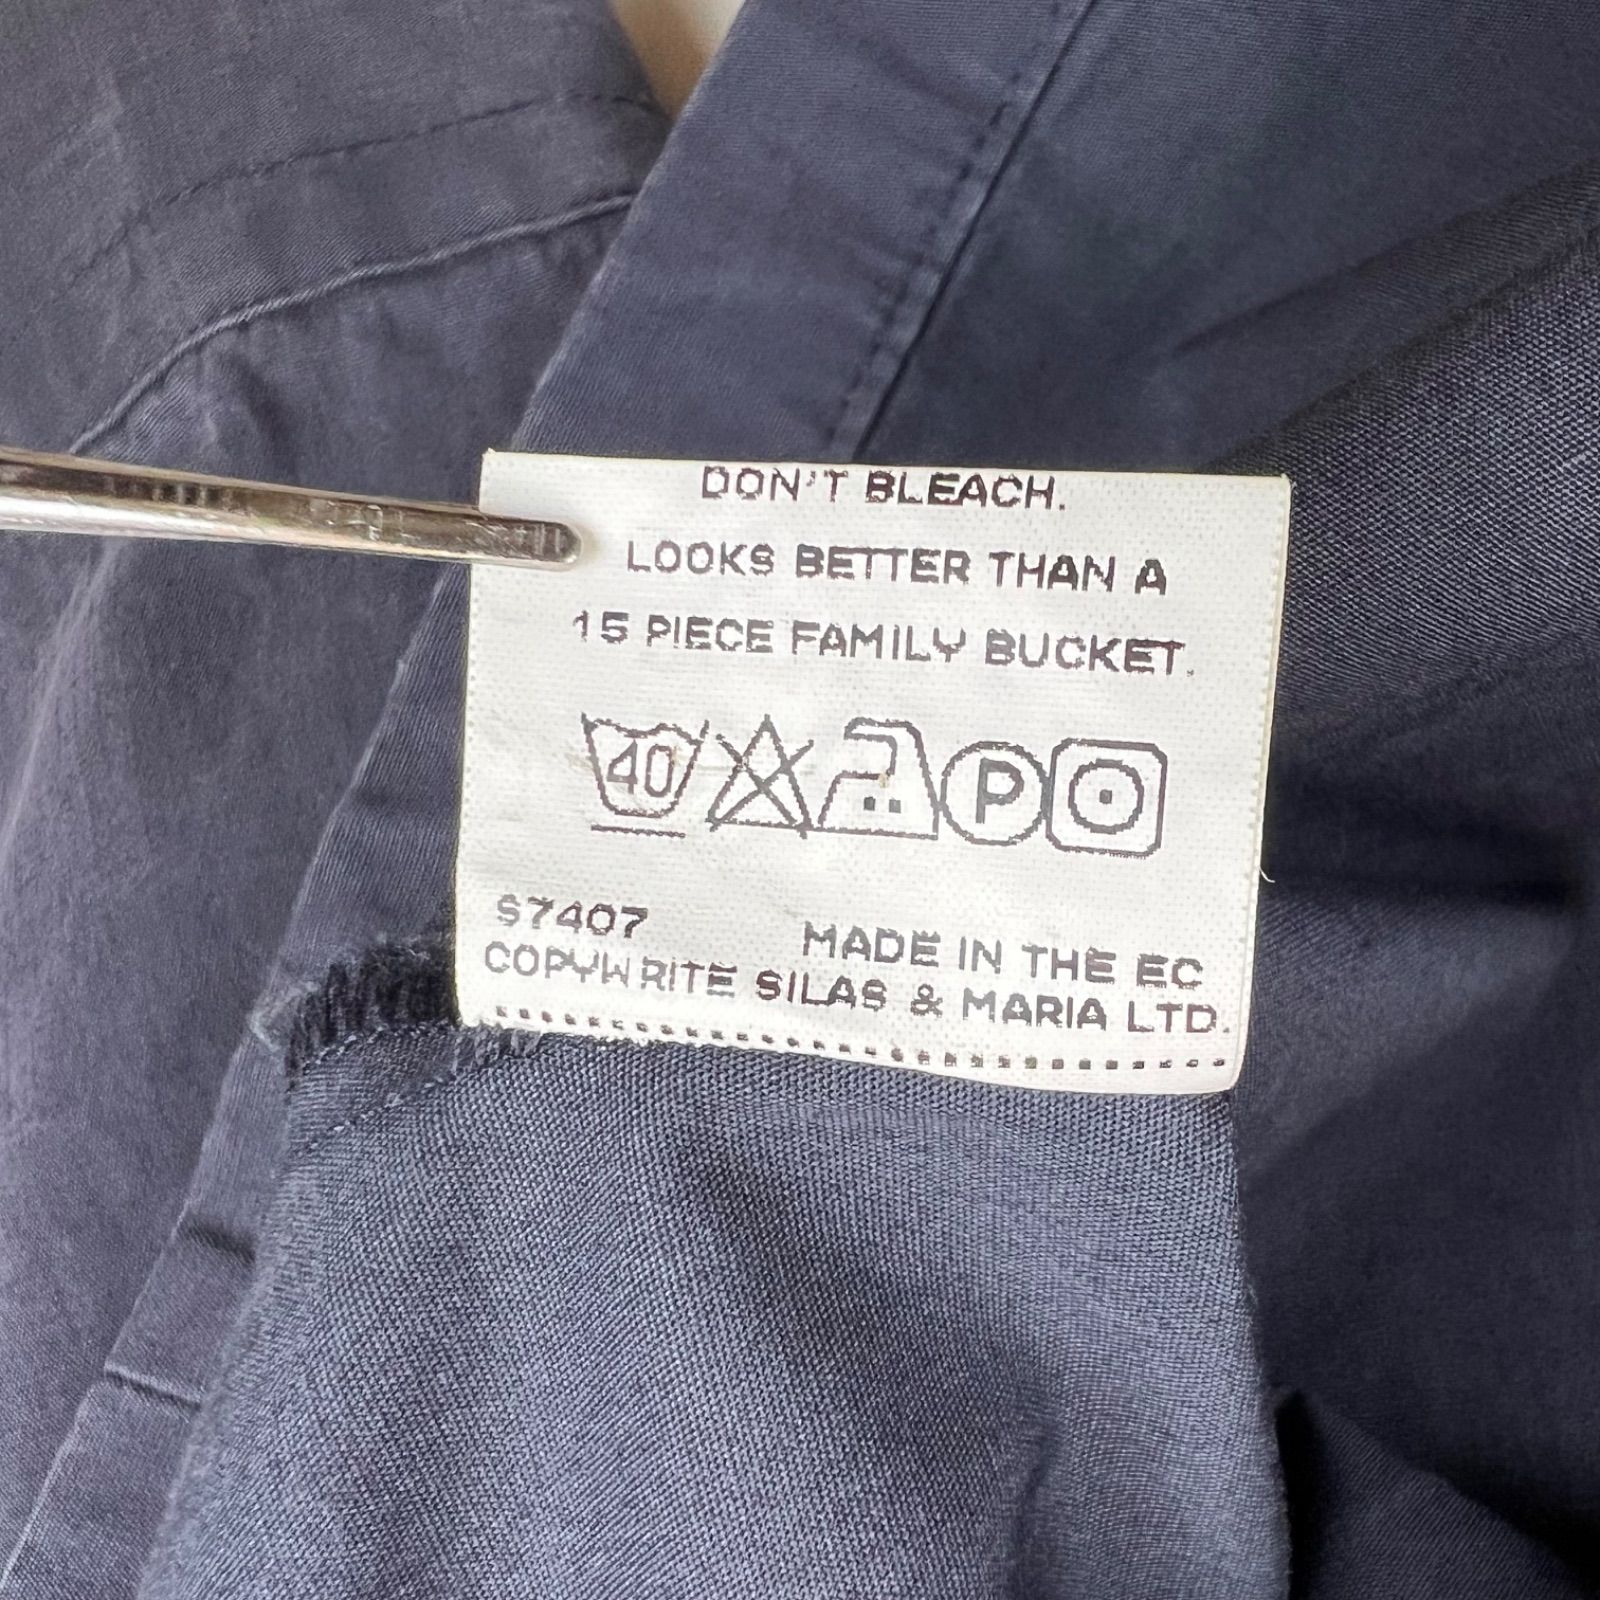 DON'T BLEACH.
LOOKS BETTER THAN A
15 PIECE FAMILY BUCKET.
40 P
S7407 MADE IN THE EC
COPYWRITE SILAS & MARIA LTD.